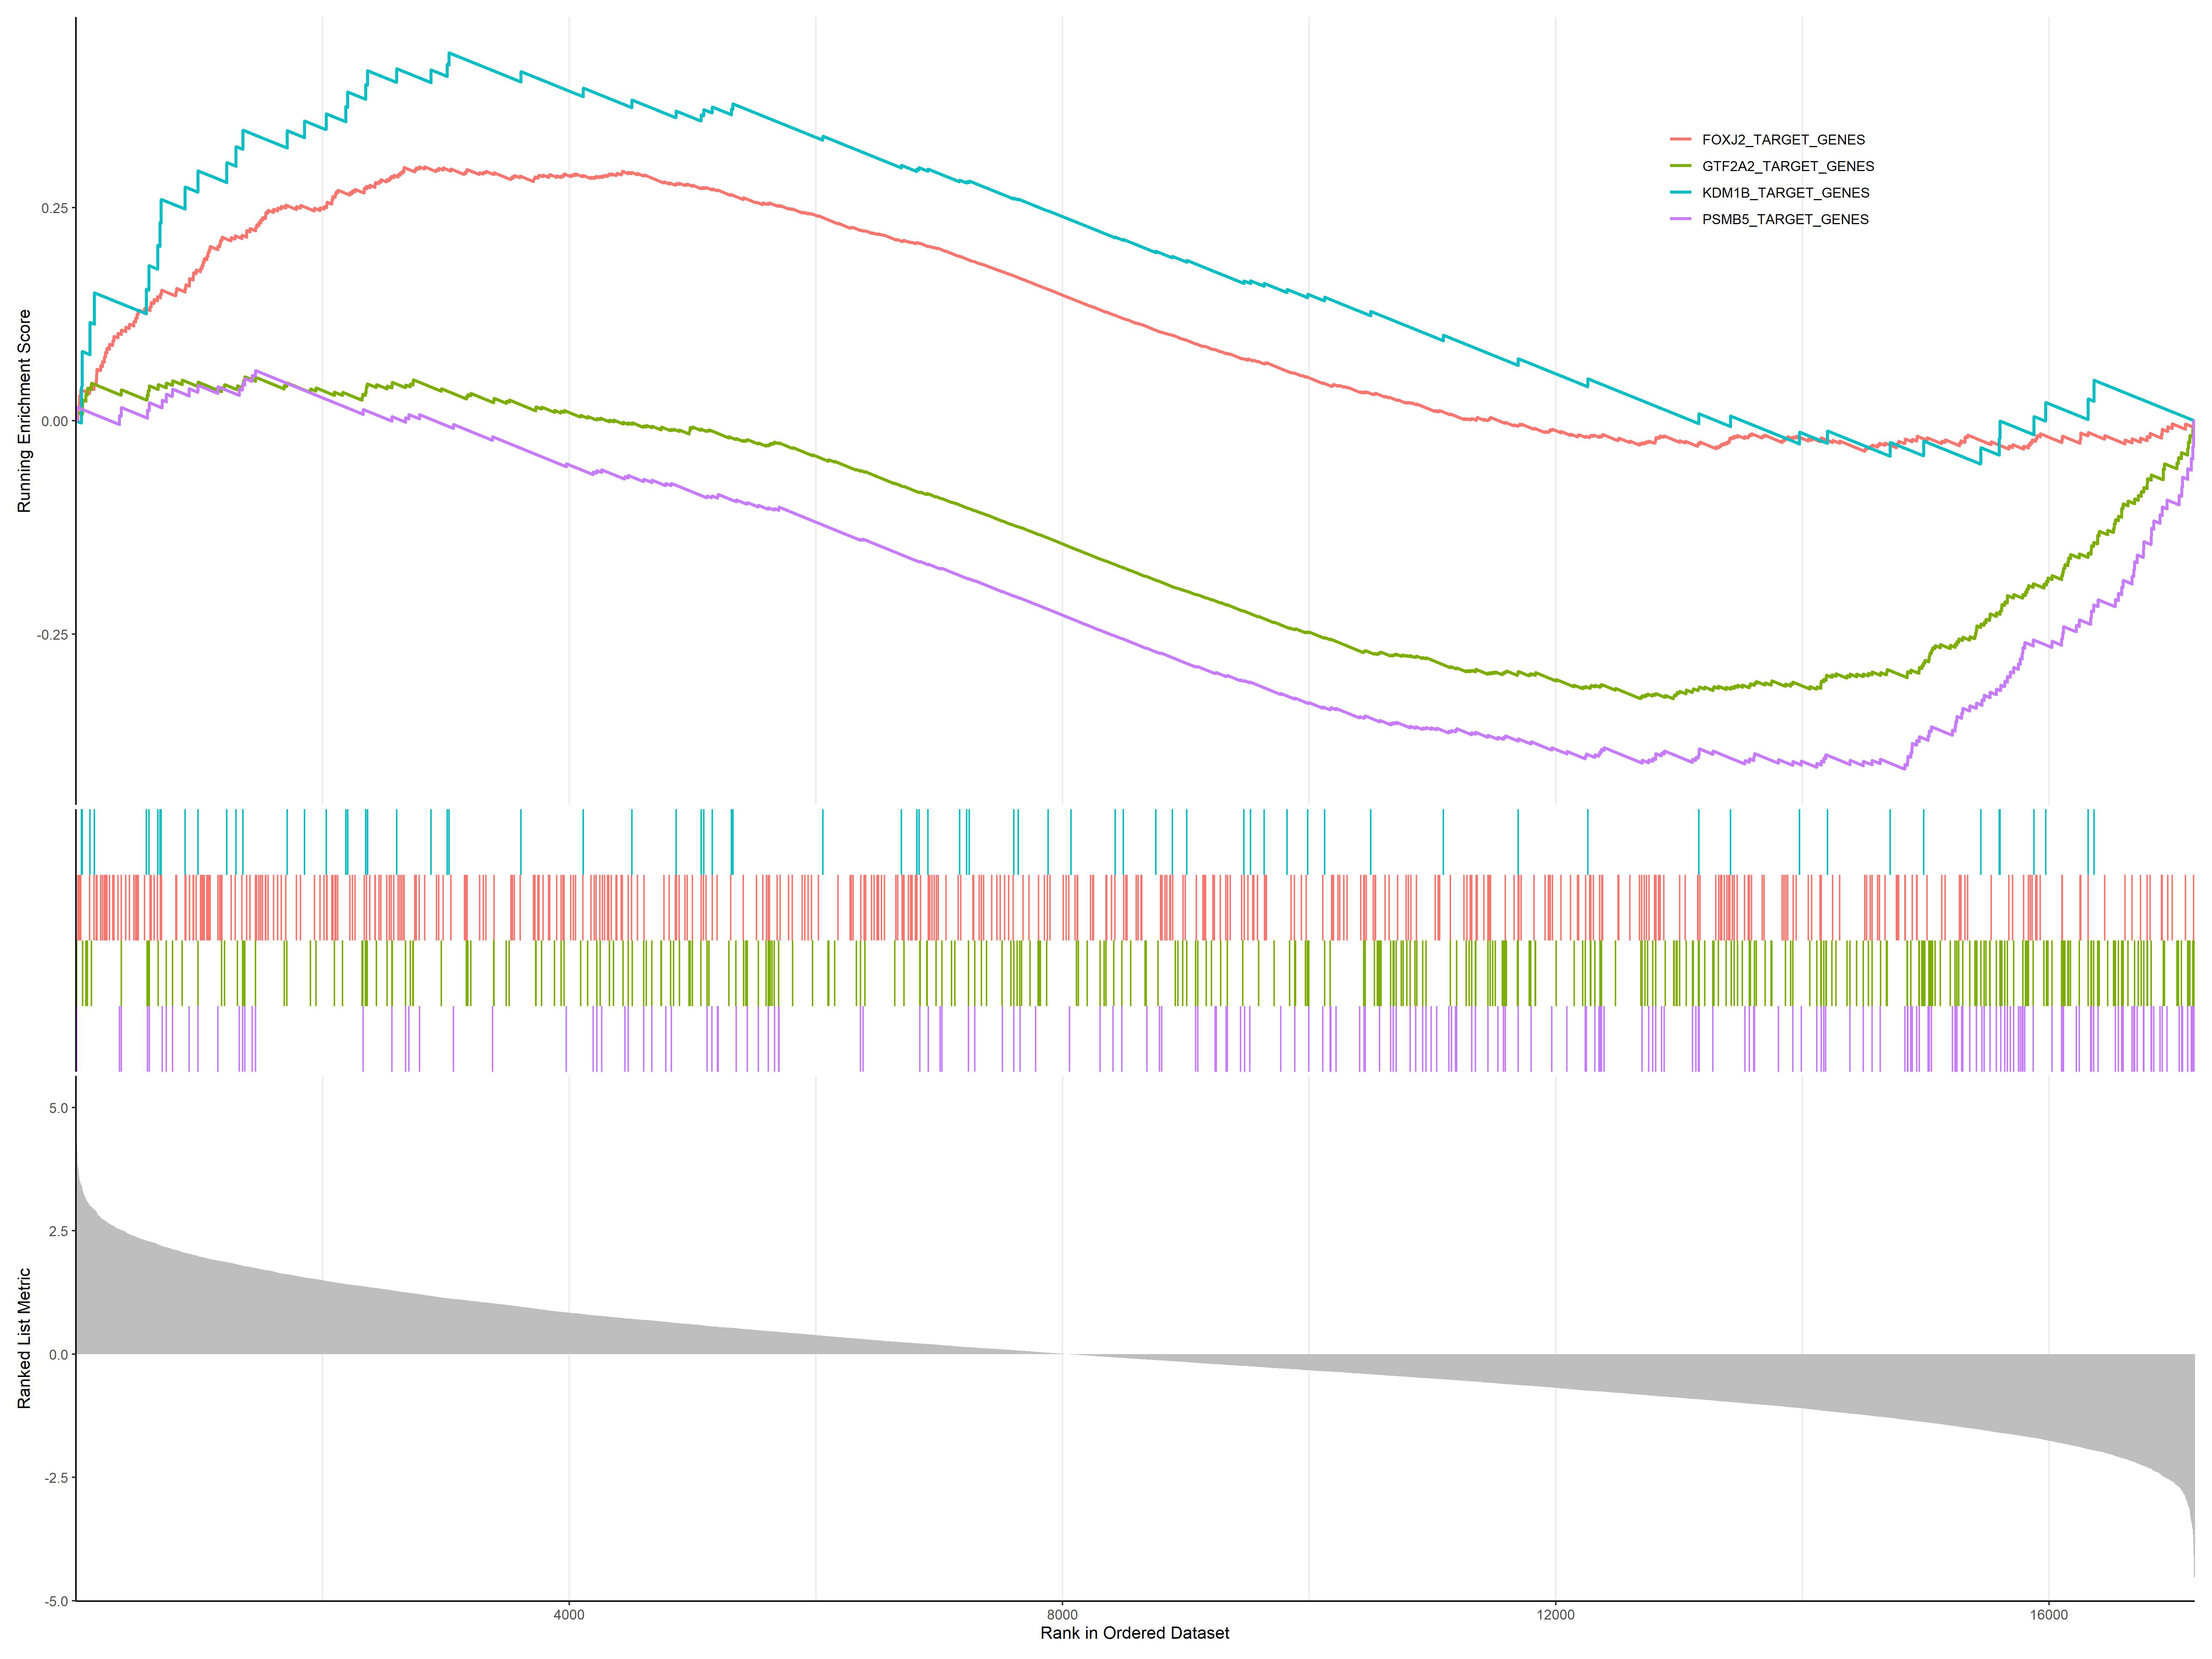 Running Enrichment Score
0.25
0.00
-0.25
FOXJ2_TARGET_GENES
GTF2A2_TARGET_GENES
KDM1B_TARGET_GENES
PSMB5_TARGET_GENES
Ranked List Metric
5.0
2.5
0.0
-2.5
-5.0
4000
8000
12000
16000
Rank in Ordered Dataset